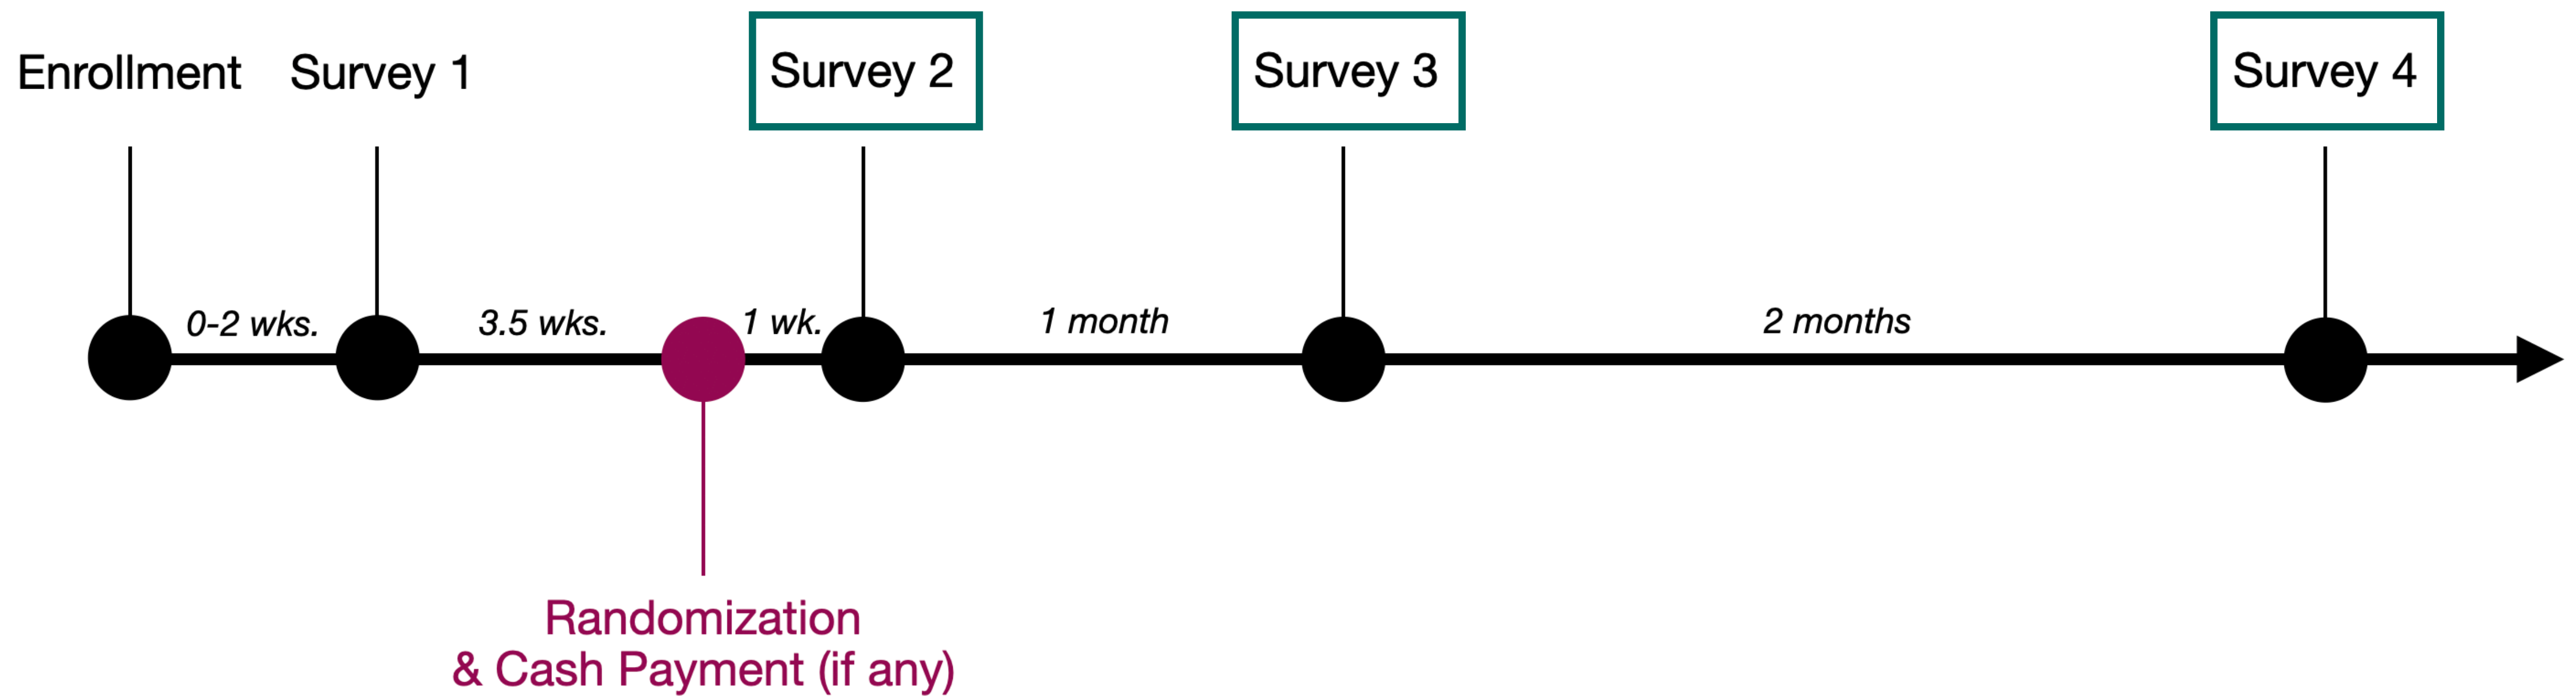 Enrollment
Survey 1
Survey 2
Survey 3
Survey 4
0-2 wks.
3.5 wks.
1 wk.
1 month
2 months
Randomization
& Cash Payment (if any)